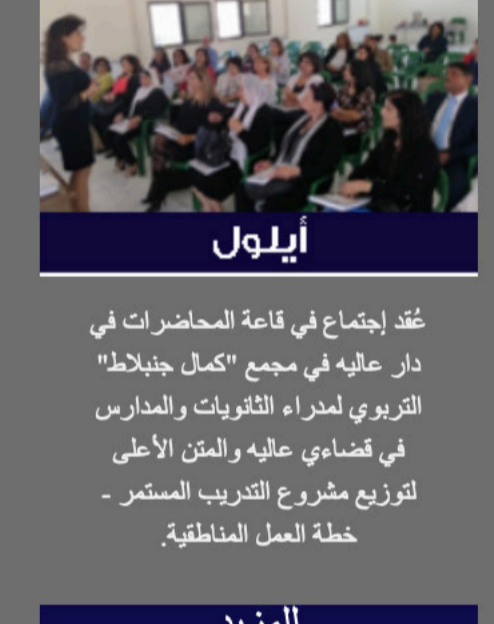 أيلول
عُقد إجتماع في قاعة المحاضرات في
دار عاليه في مجمع "كمال جنبلاط"
التربوي لمدراء الثانويات والمدارس
في قضاءي عاليه والمتن الأعلى
لتوزيع مشروع التدريب المستمر -
خطة العمل المناطقية.
المزيد